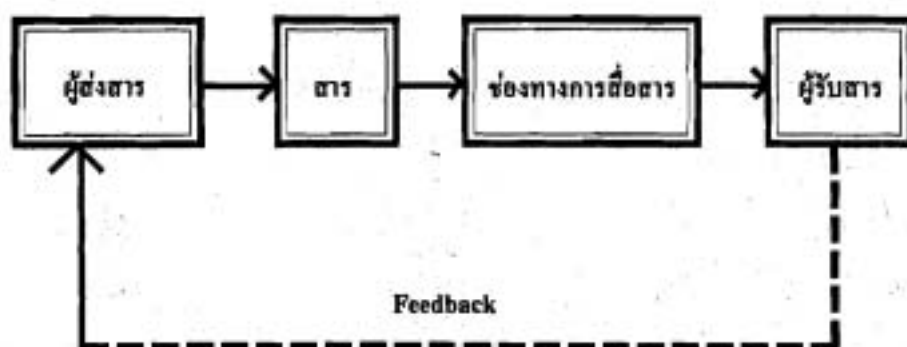 ผู้ส่งสาร
สาร
ช่องทางการสื่อสาร
ผู้รับสาร
Feedback